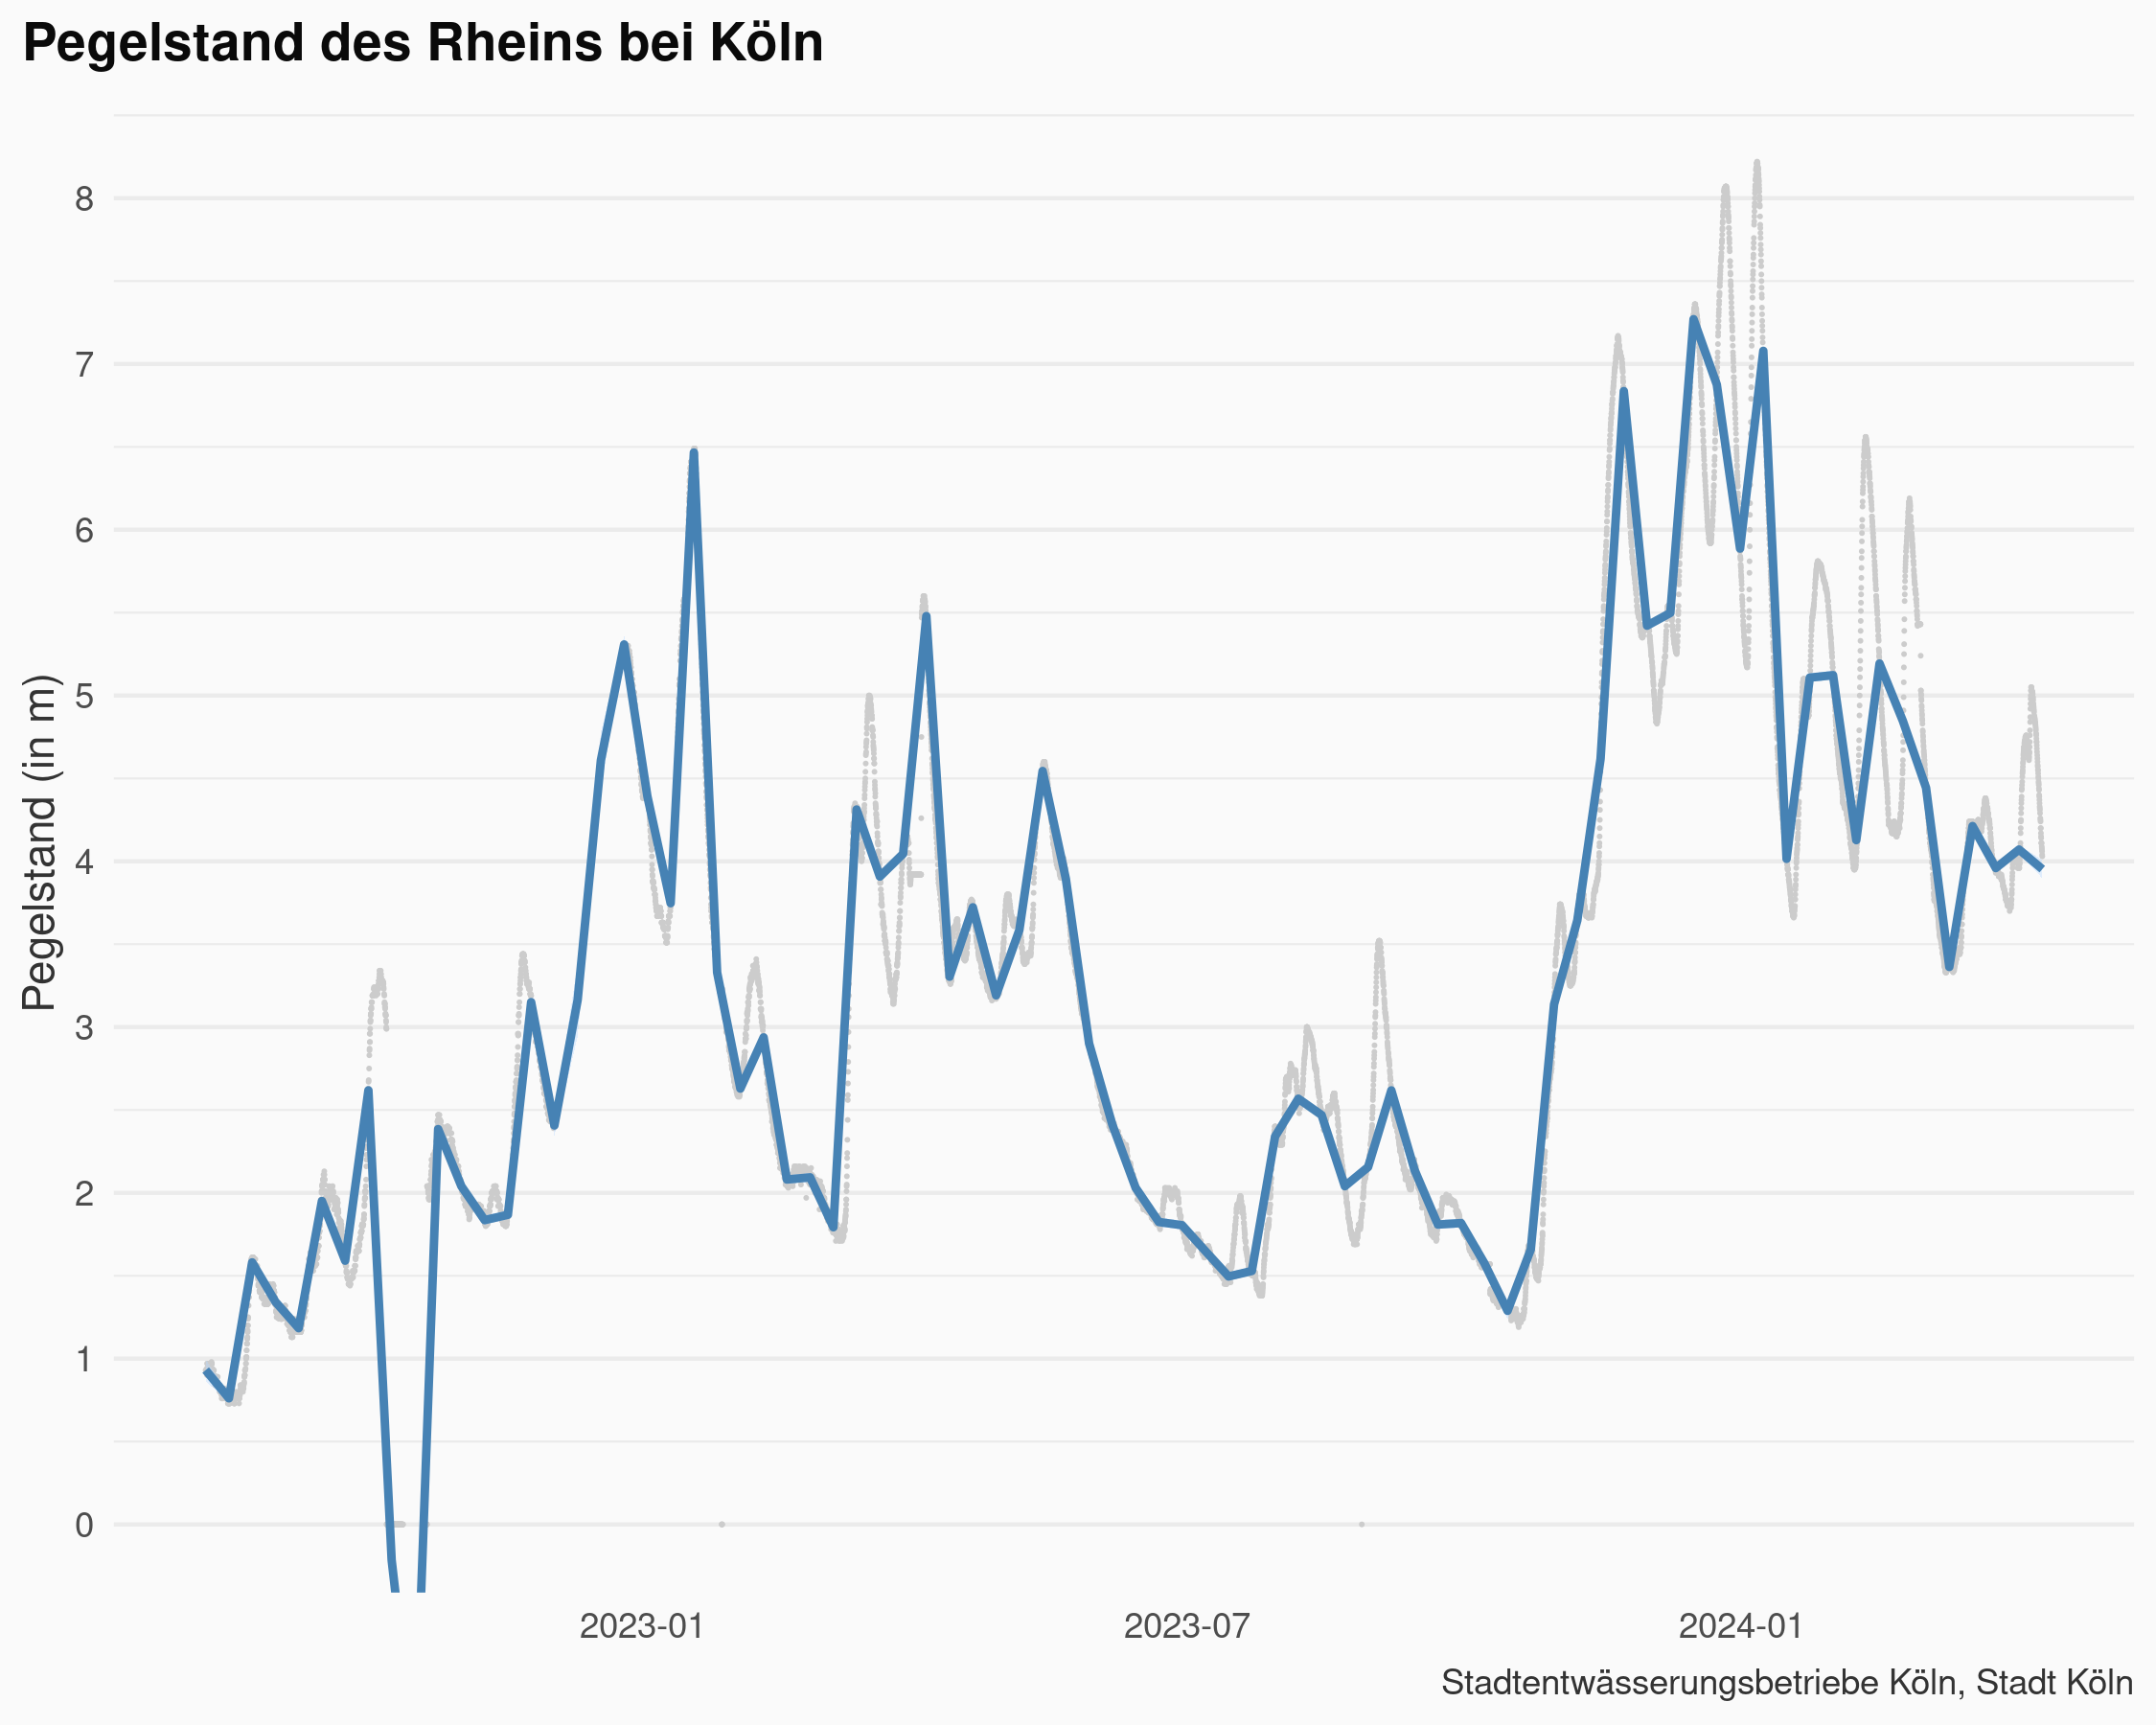 Pegelstand des Rheins bei Köln
Pegelstand (in m)
8
7
6
5
4
3
2
1
0
2023-01 2023-07 2024-01
Stadtentwässerungsbetriebe Köln, Stadt Köln